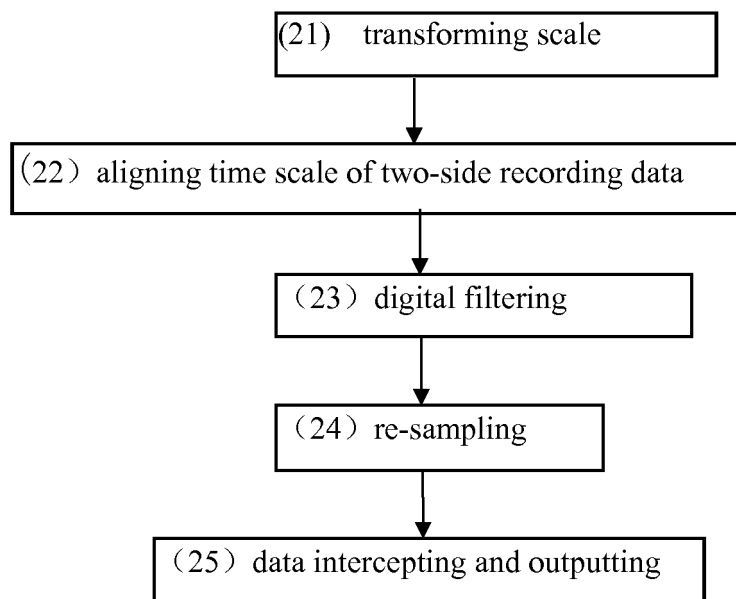 (21) transforming scale
(22）aligning time scale of two-side recording data
（23）digital filtering
（24）re-sampling
（25）data intercepting and outputting